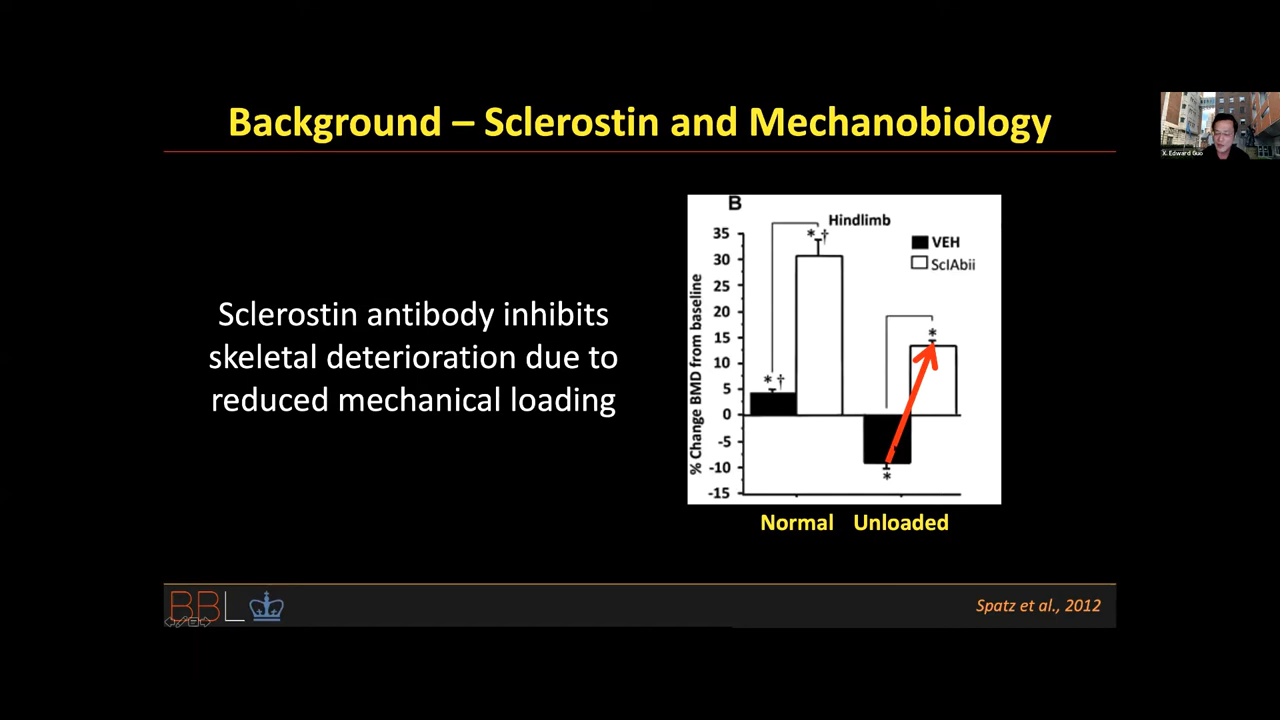 Background – Sclerostin and Mechanobiology
X. Edward Guo
Sclerostin antibody inhibits
skeletal deterioration due to
reduced mechanical loading
B
Hindlimb
VEH
SclAbii
% Change BMD from baseline
35
30
25
20
15
10
5
0
-5
-10
-15
* †
* †
*
*
Normal
Unloaded
BBL
Spatz et al., 2012